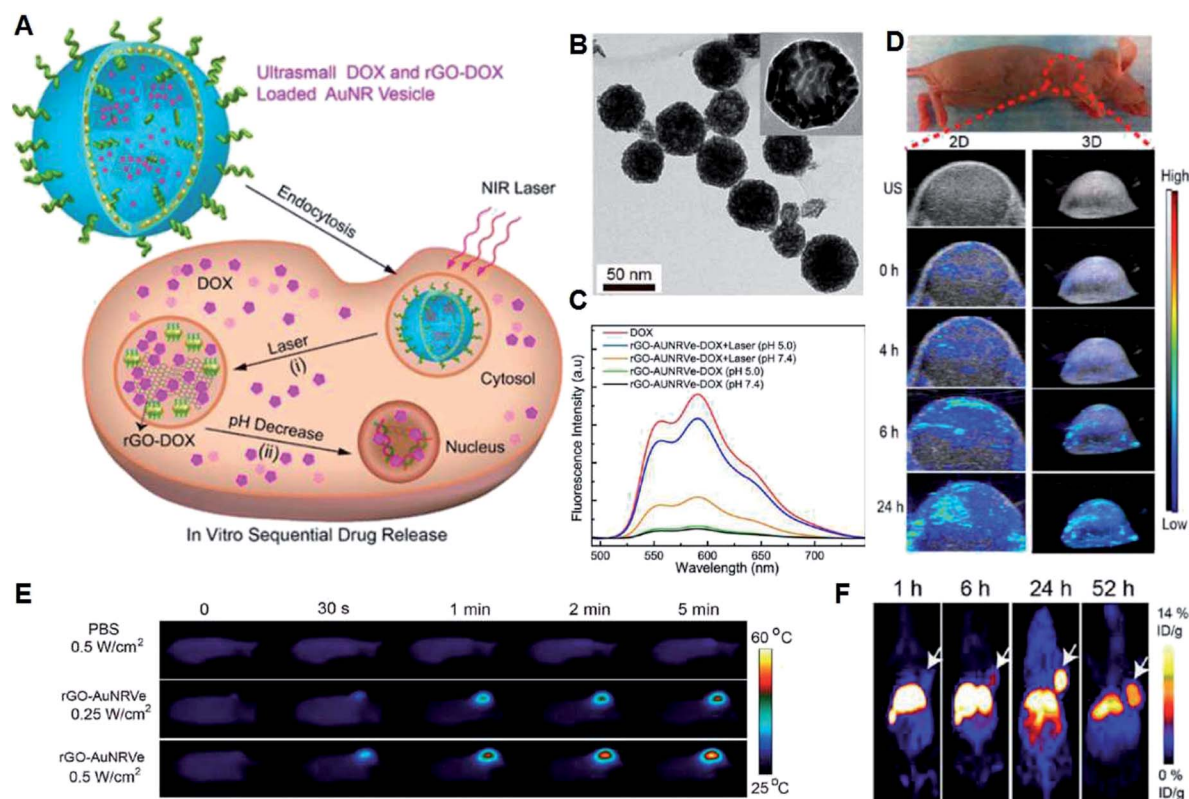 A
Ultrasmall DOX and rGO-DOX
Loaded AuNR Vesicle
Endocytosis
NIR Laser
DOX
Laser
(i)
Cytosol
rGO-DOX
pH Decrease
(ii)
Nucleus
In Vitro Sequential Drug Release
B
50 nm
C
DOX
rGO-AUNRVe-DOX+Laser (pH 5.0)
rGO-AUNRVe-DOX+Laser (pH 7.4)
rGO-AUNRVe-DOX (pH 5.0)
rGO-AUNRVe-DOX (pH 7.4)
Fluorescence Intensity (a.u)
500 550 600 650 700
Wavelength (nm)
D
2D 3D
US
0 h
4 h
6 h
24 h
High
Low
E
0 30 s 1 min 2 min 5 min
PBS
0.5 W/cm²
rGO-AuNRVe
0.25 W/cm²
rGO-AuNRVe
0.5 W/cm²
60 °C
25 °C
F
1 h 6 h 24 h 52 h
14 %
ID/g
0 %
ID/g